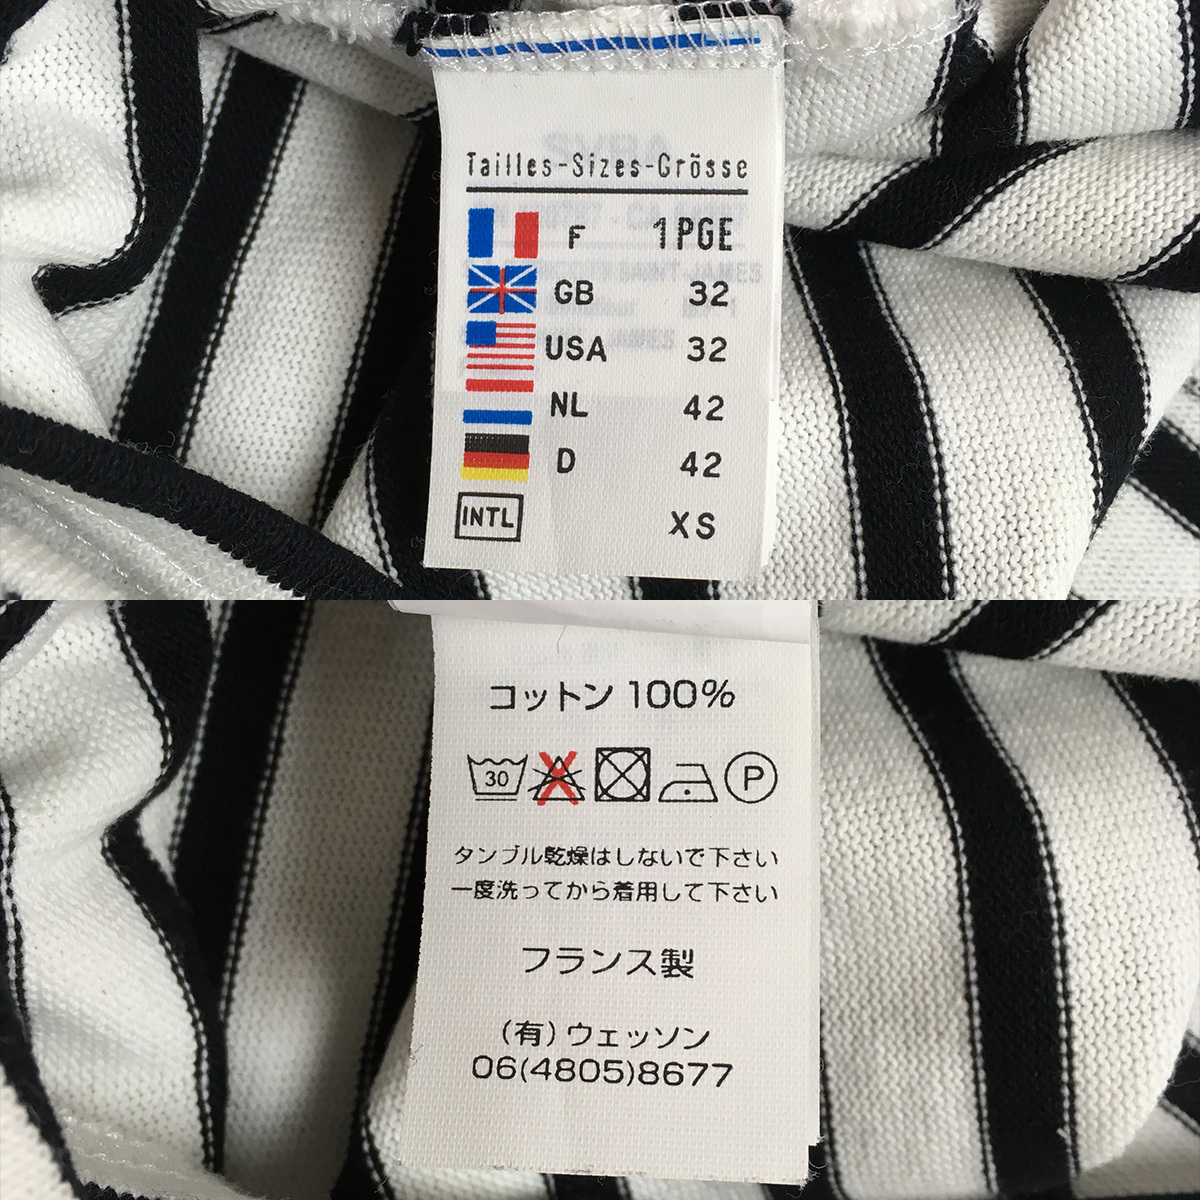 Tailles-Sizes-Grösse
F 1PGE
GB 32
USA 32
NL 42
D 42
INTL XS
コットン 100%
30 P
タンブル乾燥はしないで下さい
一度洗ってから着用して下さい
フランス製
(有)ウェッソン
06(4805)8677